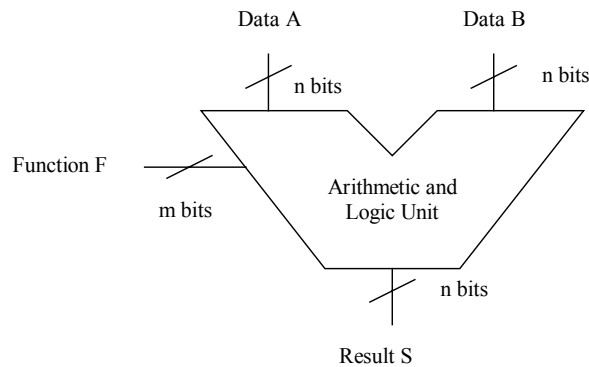 Data A
Data B
n bits
n bits
Function F
m bits
Arithmetic and
Logic Unit
n bits
Result S